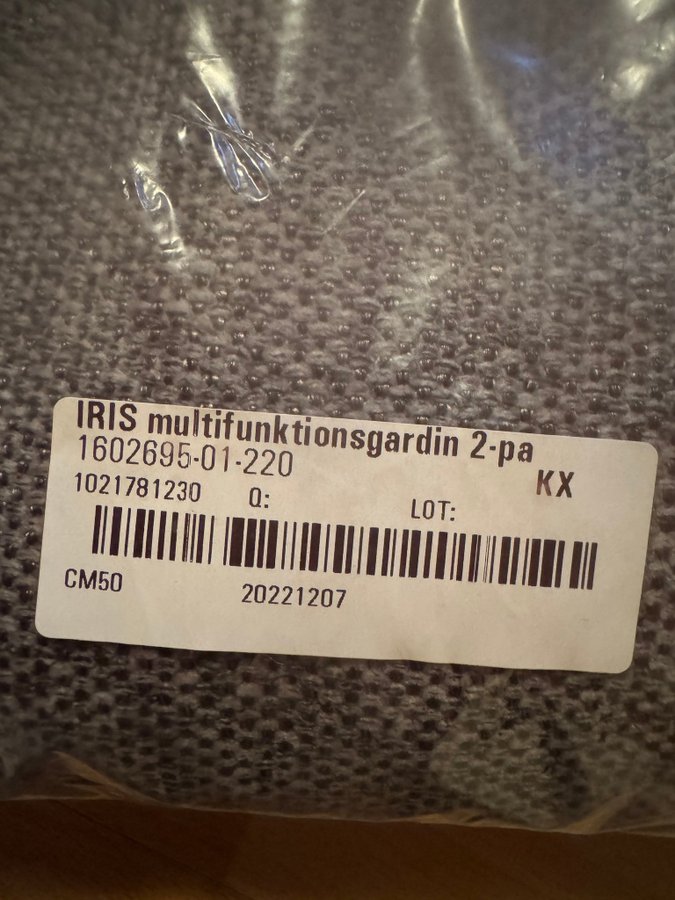 IRIS multifunktionsgardin 2-pa
1602695-01-220
KX
1021781230 Q: LOT:
CM50 20221207